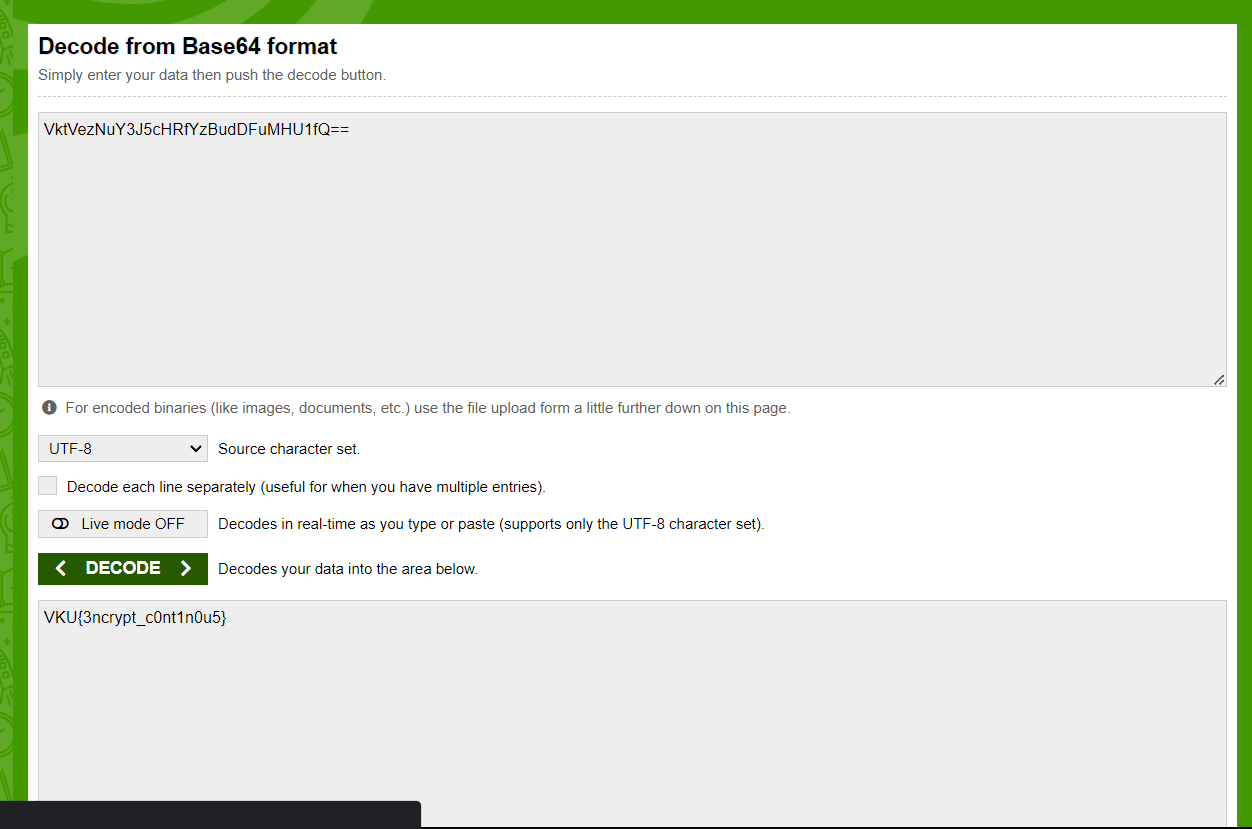 Decode from Base64 format
Simply enter your data then push the decode button.
VktVezNuY3J5cHRfYzBudDFuMHU1fQ==
For encoded binaries (like images, documents, etc.) use the file upload form a little further down on this page.
UTF-8 Source character set.
Decode each line separately (useful for when you have multiple entries).
Live mode OFF Decodes in real-time as you type or paste (supports only the UTF-8 character set).
DECODE Decodes your data into the area below.
VKU{3ncrypt_c0nt1n0u5}